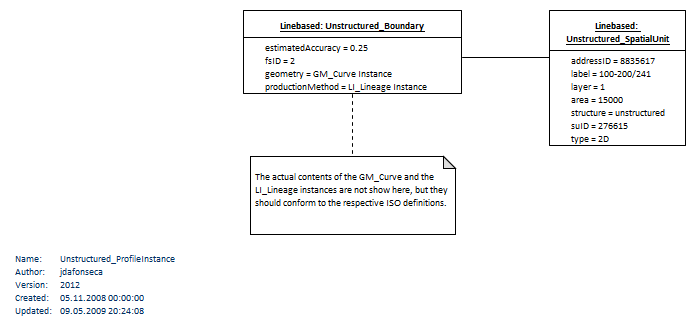 Linebased: Unstructured_Boundary
estimatedAccuracy = 0.25
fsID = 2
geometry = GM_Curve Instance
productionMethod = LI_Lineage Instance
Linebased:
Unstructured_SpatialUnit
addressID = 8835617
label = 100-200/241
layer = 1
area = 15000
structure = unstructured
suID = 276615
type = 2D
The actual contents of the GM_Curve and the
LI_Lineage instances are not show here, but they
should conform to the respective ISO definitions.
Name: Unstructured_ProfileInstance
Author: jdafonseca
Version: 2012
Created: 05.11.2008 00:00:00
Updated: 09.05.2009 20:24:08